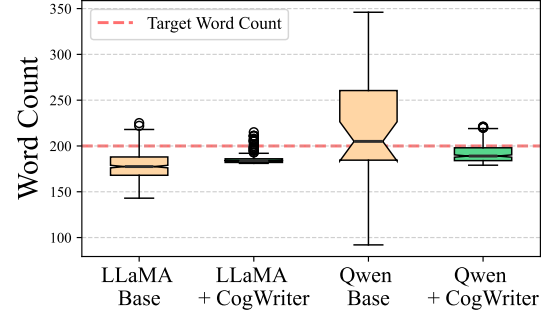 350
300
250
200
150
100
Word Count
Target Word Count
LLaMA
Base
LLaMA
+ CogWriter
Qwen
Base
Qwen
+ CogWriter